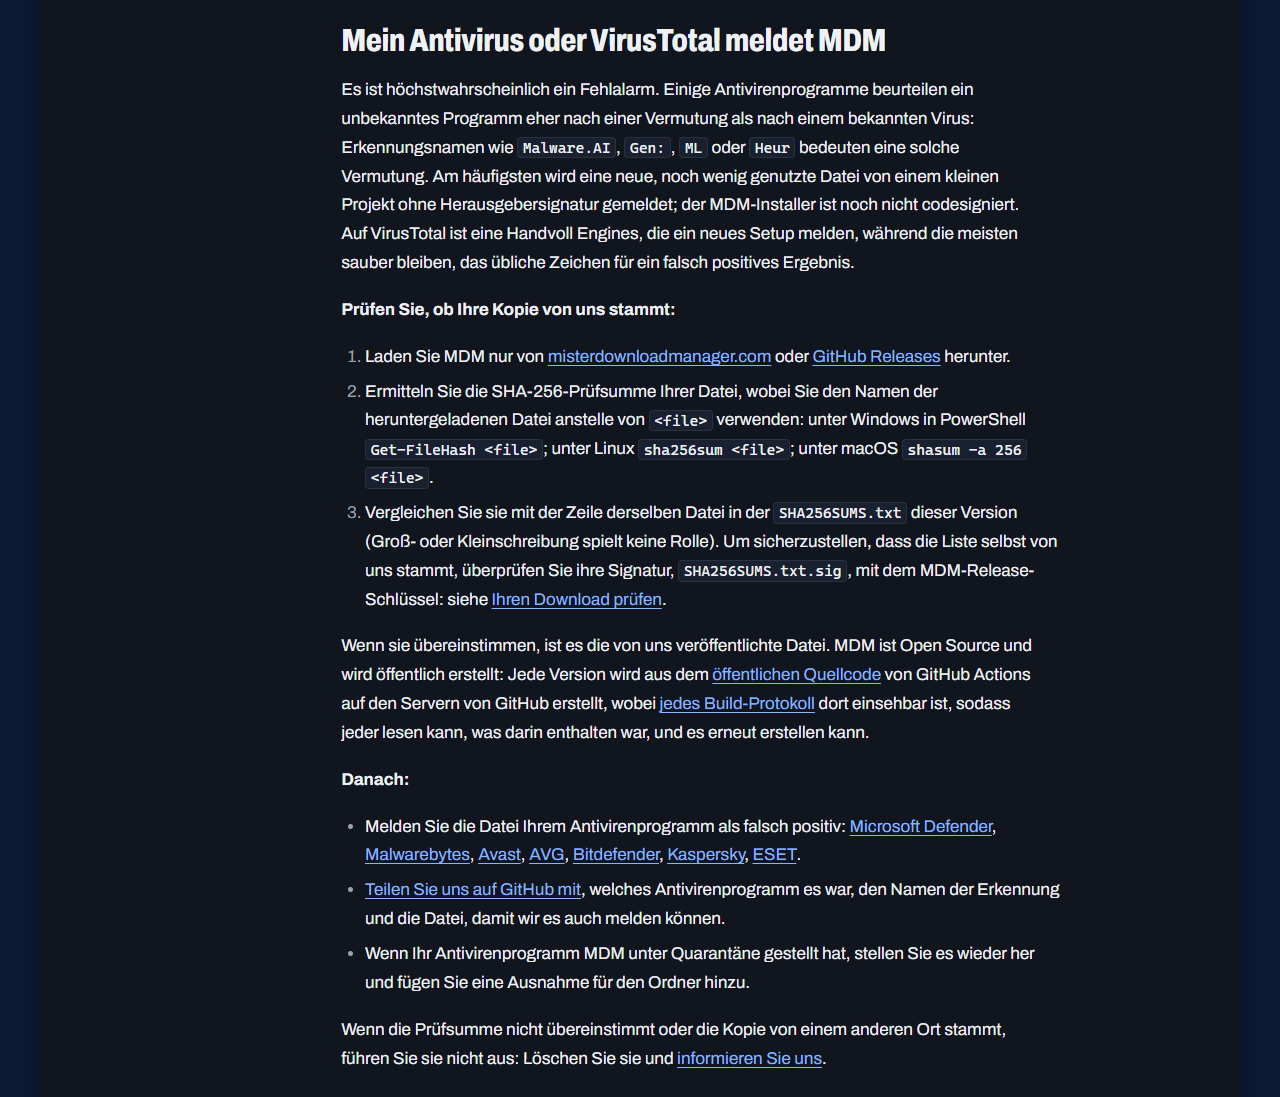 Mein Antivirus oder VirusTotal meldet MDM
Es ist höchstwahrscheinlich ein Fehlalarm. Einige Antivirenprogramme beurteilen ein
unbekanntes Programm eher nach einer Vermutung als nach einem bekannten Virus:
Erkennungsnamen wie Malware.AI, Gen:, ML oder Heur bedeuten eine solche
Vermutung. Am häufigsten wird eine neue, noch wenig genutzte Datei von einem kleinen
Projekt ohne Herausgebersignatur gemeldet; der MDM-Installer ist noch nicht codesigniert.
Auf VirusTotal ist eine Handvoll Engines, die ein neues Setup melden, während die meisten
sauber bleiben, das übliche Zeichen für ein falsch positives Ergebnis.
Prüfen Sie, ob Ihre Kopie von uns stammt:
1. Laden Sie MDM nur von misterdownloadmanager.com oder GitHub Releases herunter.
2. Ermitteln Sie die SHA-256-Prüfsumme Ihrer Datei, wobei Sie den Namen der
heruntergeladenen Datei anstelle von <file> verwenden: unter Windows in PowerShell
Get-FileHash <file>; unter Linux sha256sum <file>; unter macOS shasum -a 256
<file>.
3. Vergleichen Sie sie mit der Zeile derselben Datei in der SHA256SUMS.txt dieser Version
(Groß- oder Kleinschreibung spielt keine Rolle). Um sicherzustellen, dass die Liste selbst von
uns stammt, überprüfen Sie ihre Signatur, SHA256SUMS.txt.sig, mit dem MDM-Release-
Schlüssel: siehe Ihren Download prüfen.
Wenn sie übereinstimmen, ist es die von uns veröffentlichte Datei. MDM ist Open Source und
wird öffentlich erstellt: Jede Version wird aus dem öffentlichen Quellcode von GitHub Actions
auf den Servern von GitHub erstellt, wobei jedes Build-Protokoll dort einsehbar ist, sodass
jeder lesen kann, was darin enthalten war, und es erneut erstellen kann.
Danach:
• Melden Sie die Datei Ihrem Antivirenprogramm als falsch positiv: Microsoft Defender,
Malwarebytes, Avast, AVG, Bitdefender, Kaspersky, ESET.
• Teilen Sie uns auf GitHub mit, welches Antivirenprogramm es war, den Namen der Erkennung
und die Datei, damit wir es auch melden können.
• Wenn Ihr Antivirenprogramm MDM unter Quarantäne gestellt hat, stellen Sie es wieder her
und fügen Sie eine Ausnahme für den Ordner hinzu.
Wenn die Prüfsumme nicht übereinstimmt oder die Kopie von einem anderen Ort stammt,
führen Sie sie nicht aus: Löschen Sie sie und informieren Sie uns.